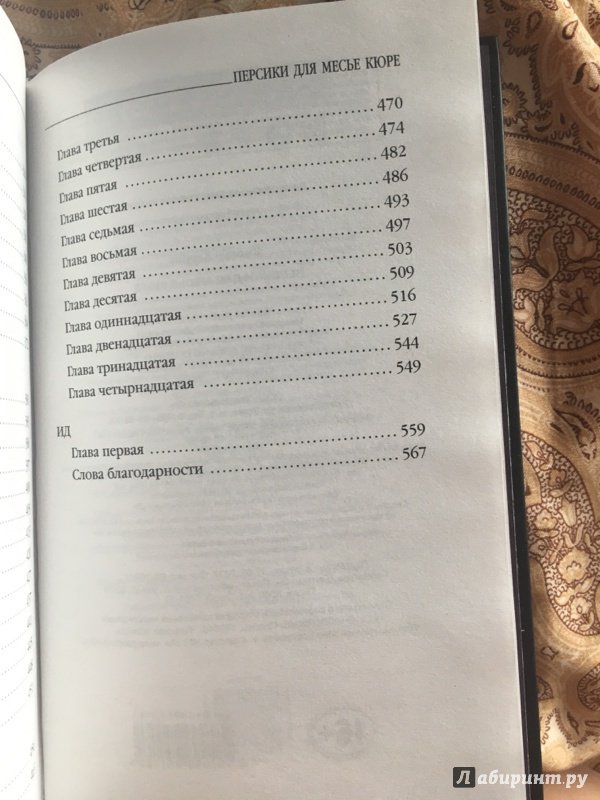 ПЕРСИКИ ДЛЯ МЕСЬЕ КЮРЕ
Глава третья ........................................ 470
Глава четвертая ........................................ 474
Глава пятая ........................................ 482
Глава шестая ........................................ 486
Глава седьмая ........................................ 493
Глава восьмая ........................................ 497
Глава девятая ........................................ 503
Глава десятая ........................................ 509
Глава одиннадцатая ........................................ 516
Глава двенадцатая ........................................ 527
Глава тринадцатая ........................................ 544
Глава четырнадцатая ........................................ 549
ИД
Глава первая ........................................ 559
Слова благодарности ........................................ 567
16+
Лабиринт.ру